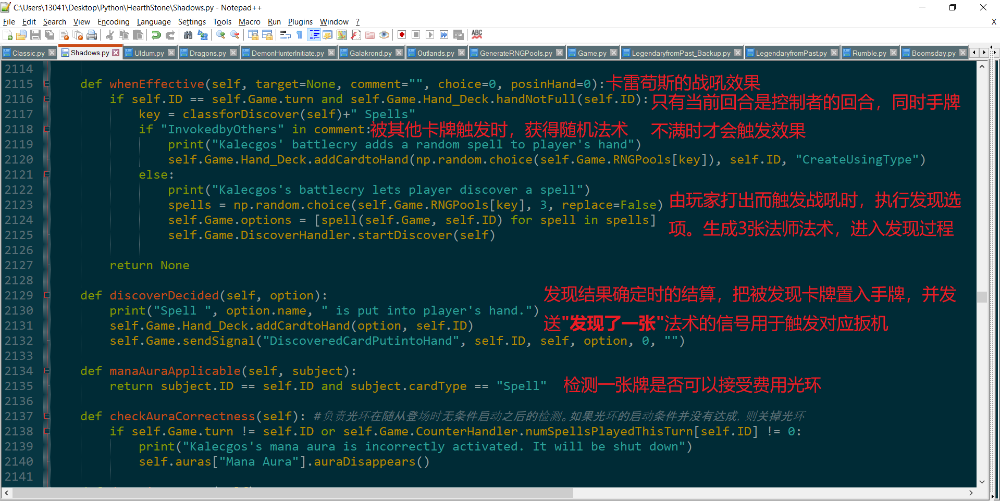 C:\Users\13041\Desktop\Python\HearthStone\Shadows.py - Notepad++
File Edit Search View Encoding Language Settings Tools Macro Run Plugins Window ? X
Classic.py Shadows.py Uldum.py Dragons.py DemonHunterInitiate.py Galakrond.py Outlands.py GenerateRNGPools.py Game.py LegendaryfromPast_Backup.py LegendaryfromPast.py Rumble.py Boomsday.py
2114
2115 def whenEffective(self, target=None, comment="", choice=0, posinHand=0): 卡雷苟斯的战吼效果
2116 if self.ID == self.Game.turn and self.Game.Hand_Deck.handNotFull(self.ID): 只有当前回合是控制者的回合，同时手牌
2117 key = classforDiscover(self)+" Spells"
2118 if "InvokedbyOthers" in comment: 被其他卡牌触发时，获得随机法术 不满时才会触发效果
2119 print("Kalecgos' battlecry adds a random spell to player's hand")
2120 self.Game.Hand_Deck.addCardtoHand(np.random.choice(self.Game.RNGPools[key]), self.ID, "CreateUsingType")
2121 else:
2122 print("Kalecgos's battlecry lets player discover a spell")
2123 spells = np.random.choice(self.Game.RNGPools[key], 3, replace=False) 由玩家打出而触发战吼时，执行发现选
2124 self.Game.options = [spell(self.Game, self.ID) for spell in spells] 项。生成3张法师法术，进入发现过程
2125 self.Game.DiscoverHandler.startDiscover(self)
2126
2127 return None
2128
2129 def discoverDecided(self, option): 发现结果确定时的结算，把被发现卡牌置入手牌，并发
2130 print("Spell ", option.name, " is put into player's hand.")
2131 self.Game.Hand_Deck.addCardtoHand(option, self.ID) 送"发现了一张"法术的信号用于触发对应扳机
2132 self.Game.sendSignal("DiscoveredCardPutintoHand", self.ID, self, option, 0, "")
2133
2134 def manaAuraApplicable(self, subject):
2135 return subject.ID == self.ID and subject.cardType == "Spell" 检测一张牌是否可以接受费用光环
2136
2137 def checkAuraCorrectness(self): #负责光环在随从登场时无条件启动之后的检测。如果光环的启动条件并没有达成，则关掉光环
2138 if self.Game.turn != self.ID or self.Game.CounterHandler.numSpellsPlayedThisTurn[self.ID] != 0:
2139 print("Kalecgos's mana aura is incorrectly activated. It will be shut down")
2140 self.auras["Mana Aura"].auraDisappears()
2141